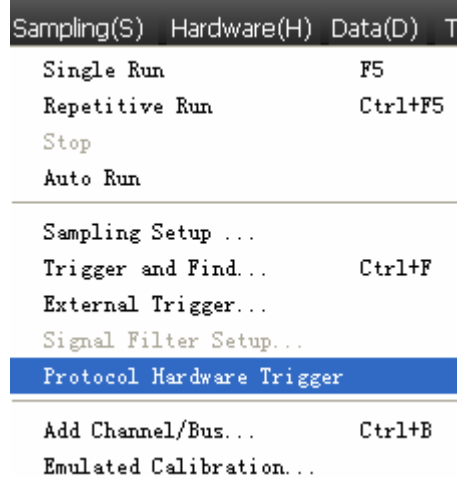 Sampling(S) Hardware(H) Data(D) T
Single Run F5
Repetitive Run Ctrl+F5
Stop
Auto Run
Sampling Setup ...
Trigger and Find... Ctrl+F
External Trigger...
Signal Filter Setup...
Protocol Hardware Trigger
Add Channel/Bus... Ctrl+B
Emulated Calibration...